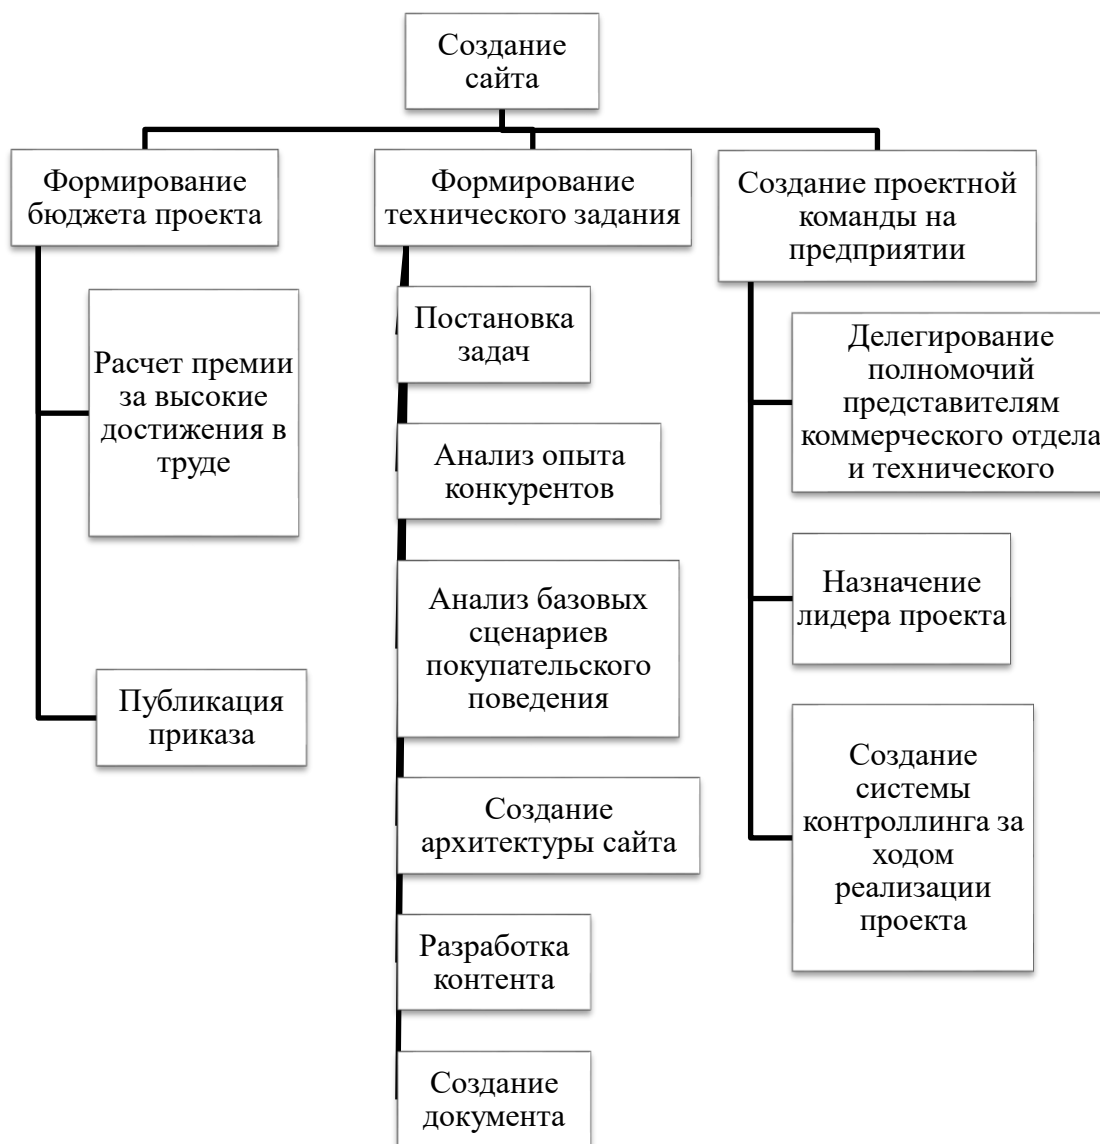 Создание
сайта
Формирование
бюджета проекта
Расчет премии
за высокие
достижения в
труде
Публикация
приказа
Формирование
технического задания
Постановка
задач
Анализ опыта
конкурентов
Анализ базовых
сценариев
покупательского
поведения
Создание
архитектуры сайта
Разработка
контента
Создание
документа
Создание проектной
команды на
предприятии
Делегирование
полномочий
представителям
коммерческого отдела
и технического
Назначение
лидера проекта
Создание
системы
контроллинга за
ходом
реализации
проекта